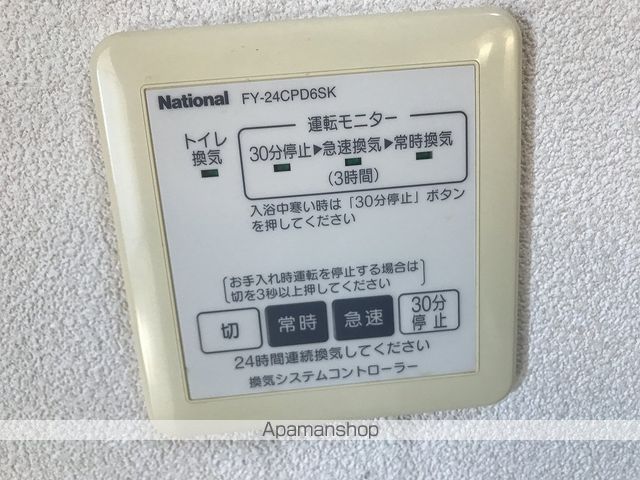 National FY-24CPD6SK
運転モニター
トイレ
換気
30分停止▶急速換気▶常時換気
(3時間)
入浴中寒い時は「30分停止」ボタン
を押してください
お手入れ時運転を停止する場合は
切を3秒以上押してください
切 常時 急速 30分
停止
24時間連続換気してください
換気システムコントローラー
Apamanshop